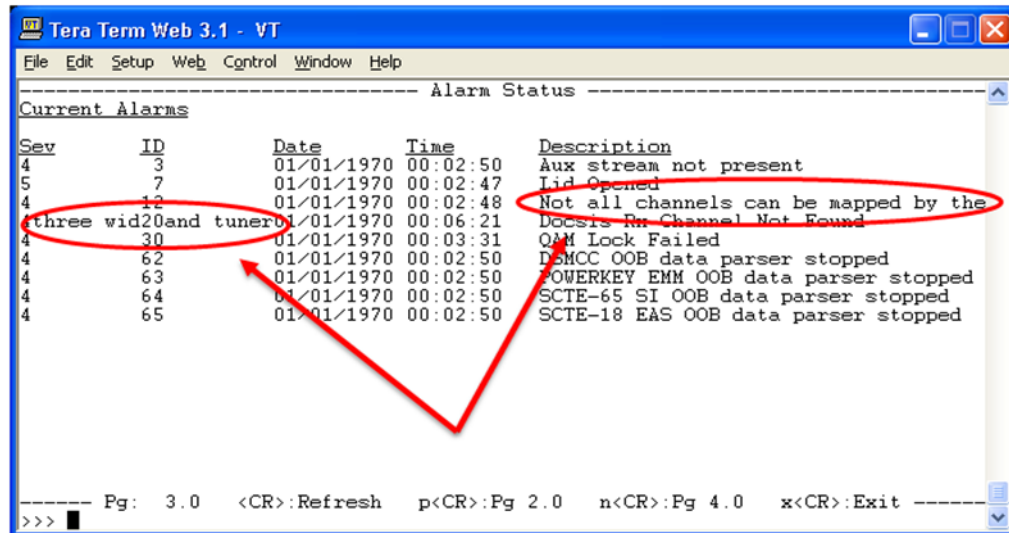 Tera Term Web 3.1 - VT
File Edit Setup Web Control Window Help
------------------------------ Alarm Status ------------------------------
Current Alarms
Sev ID Date Time Description
4 3 01/01/1970 00:02:50 Aux stream not present
5 7 01/01/1970 00:02:47 Lid Opened
4 12 01/01/1970 00:02:48 Not all channels can be mapped by the
4three wid20and tuner01/01/1970 00:06:21 Docsis Rx Channel Not Found
4 30 01/01/1970 00:03:31 QAM Lock Failed
4 62 01/01/1970 00:02:50 DSMCC OOB data parser stopped
4 63 01/01/1970 00:02:50 POWERKEY EMM OOB data parser stopped
4 64 01/01/1970 00:02:50 SCTE-65 SI OOB data parser stopped
4 65 01/01/1970 00:02:50 SCTE-18 EAS OOB data parser stopped
------ Pg: 3.0 <CR>:Refresh p<CR>:Pg 2.0 n<CR>:Pg 4.0 x<CR>:Exit ------
>>>